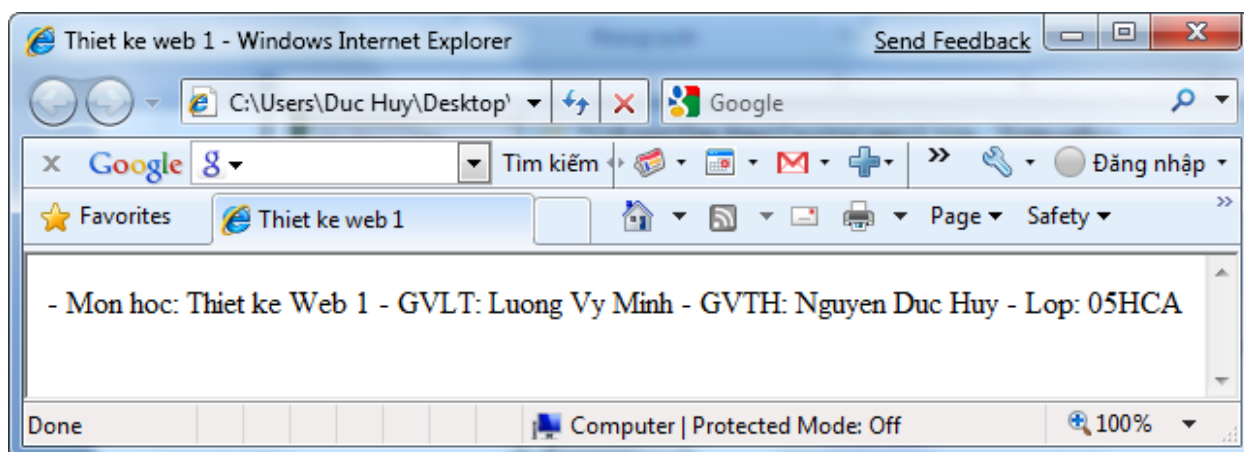 Thiet ke web 1 - Windows Internet Explorer Send Feedback
C:\Users\Duc Huy\Desktop\ Google
x Google 8 Tìm kiếm » Đăng nhập
Favorites Thiet ke web 1 Page Safety »
- Mon hoc: Thiet ke Web 1 - GVLT: Luong Vy Minh - GVTH: Nguyen Duc Huy - Lop: 05HCA
Done Computer | Protected Mode: Off 100%